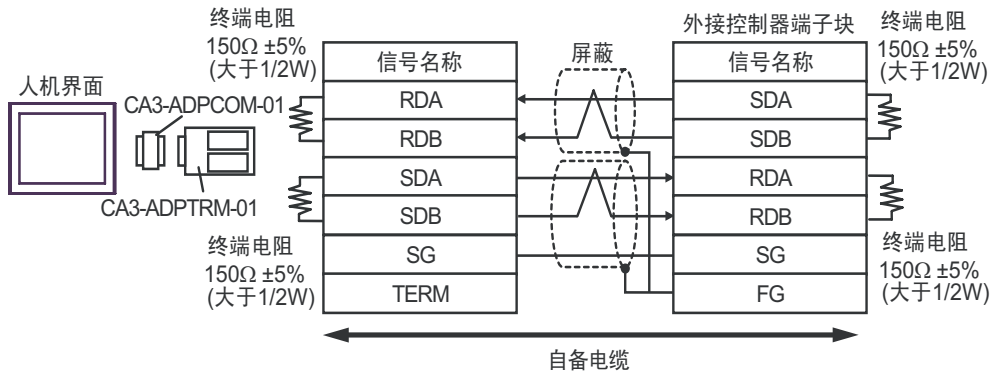 终端电阻
150Ω ±5%
(大于1/2W)
人机界面
CA3-ADPCOM-01
CA3-ADPTRM-01
终端电阻
150Ω ±5%
(大于1/2W)
信号名称
RDA
RDB
SDA
SDB
SG
TERM
屏蔽
外接控制器端子块
信号名称
SDA
SDB
RDA
RDB
SG
FG
终端电阻
150Ω ±5%
(大于1/2W)
终端电阻
150Ω ±5%
(大于1/2W)
自备电缆